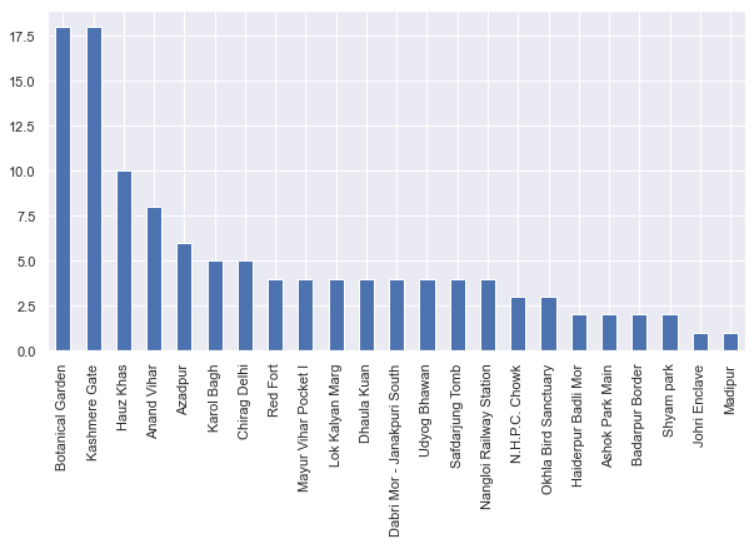 17.5
15.0
12.5
10.0
7.5
5.0
2.5
0.0
Botanical Garden
Kashmere Gate
Hauz Khas
Anand Vihar
Azadpur
Karol Bagh
Chirag Delhi
Red Fort
Mayur Vihar Pocket I
Lok Kalyan Marg
Dhaula Kuan
Dabri Mor - Janakpuri South
Udyog Bhawan
Safdarjung Tomb
Nangloi Railway Station
N.H.P.C. Chowk
Okhla Bird Sanctuary
Haiderpur Badli Mor
Ashok Park Main
Badarpur Border
Shyam park
Johri Enclave
Madipur